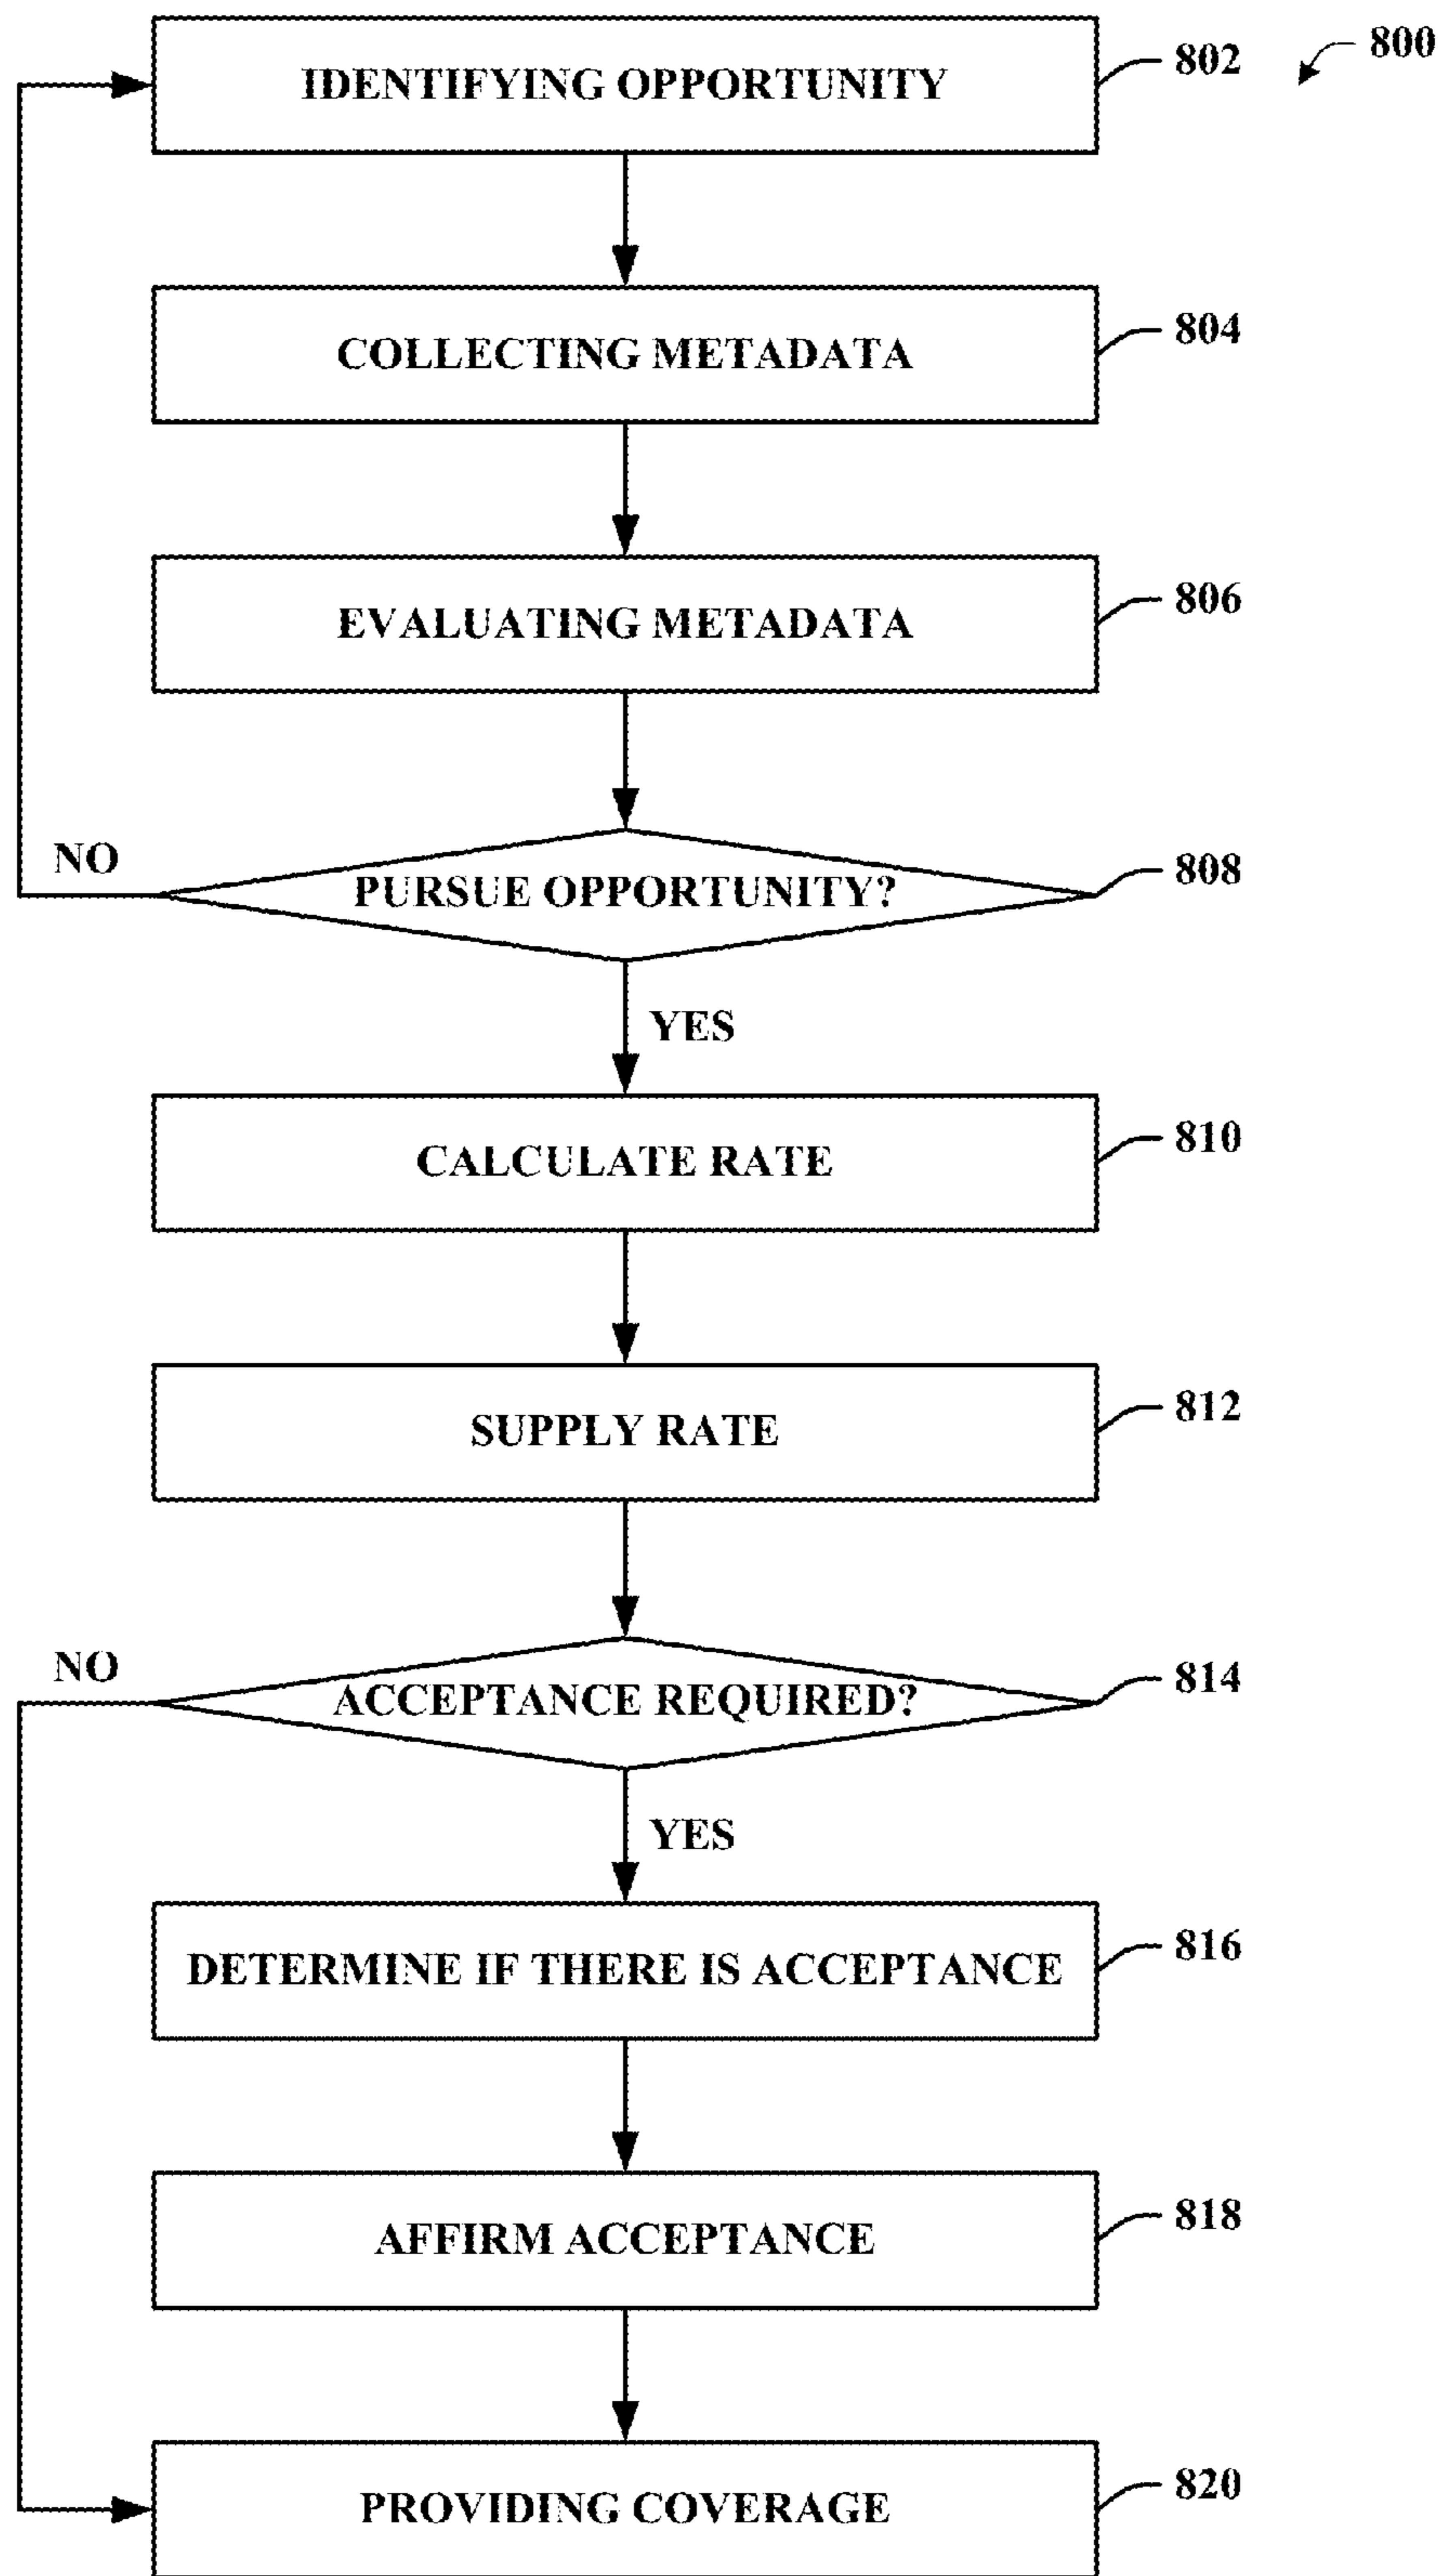 800
IDENTIFYING OPPORTUNITY
802
COLLECTING METADATA
804
EVALUATING METADATA
806
PURSUE OPPORTUNITY?
808
NO
YES
CALCULATE RATE
810
SUPPLY RATE
812
ACCEPTANCE REQUIRED?
814
NO
YES
DETERMINE IF THERE IS ACCEPTANCE
816
AFFIRM ACCEPTANCE
818
PROVIDING COVERAGE
820